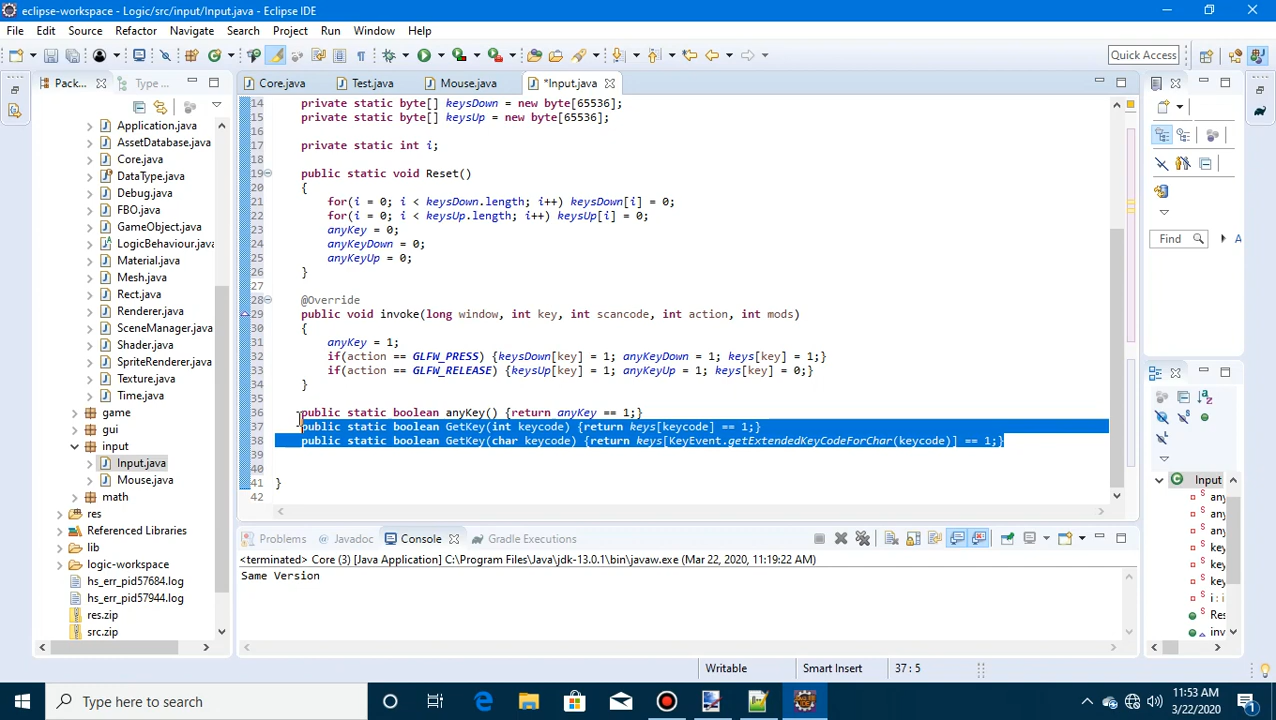 eclipse-workspace - Logic/src/input/Input.java - Eclipse IDE
File Edit Source Refactor Navigate Search Project Run Window Help
Quick Access
Pack... Type ...
Core.java Test.java Mouse.java *Input.java
Application.java
AssetDatabase.java
Core.java
DataType.java
Debug.java
FBO.java
GameObject.java
LogicBehaviour.java
Material.java
Mesh.java
Rect.java
Renderer.java
SceneManager.java
Shader.java
SpriteRenderer.java
Texture.java
Time.java
game
gui
input
Input.java
Mouse.java
math
res
Referenced Libraries
lib
logic-workspace
hs_err_pid57684.log
hs_err_pid57944.log
res.zip
src.zip
14 private static byte[] keysDown = new byte[65536];
15 private static byte[] keysUp = new byte[65536];
16
17 private static int i;
18
19 public static void Reset()
20 {
21 for(i = 0; i < keysDown.length; i++) keysDown[i] = 0;
22 for(i = 0; i < keysUp.length; i++) keysUp[i] = 0;
23 anyKey = 0;
24 anyKeyDown = 0;
25 anyKeyUp = 0;
26 }
27
28 @Override
29 public void invoke(long window, int key, int scancode, int action, int mods)
30 {
31 anyKey = 1;
32 if(action == GLFW_PRESS) {keysDown[key] = 1; anyKeyDown = 1; keys[key] = 1;}
33 if(action == GLFW_RELEASE) {keysUp[key] = 1; anyKeyUp = 1; keys[key] = 0;}
34 }
35
36 public static boolean anyKey() {return anyKey == 1;}
37 public static boolean GetKey(int keycode) {return keys[keycode] == 1;}
38 public static boolean GetKey(char keycode) {return keys[KeyEvent.getExtendedKeyCodeForChar(keycode)] == 1;}
39
40
41 }
42
Find A
Input
any
any
any
key
key
key
i : i
Res
inv
Problems Javadoc Console Gradle Executions
<terminated> Core (3) [Java Application] C:\Program Files\Java\jdk-13.0.1\bin\javaw.exe (Mar 22, 2020, 11:19:22 AM)
Same Version
Writable Smart Insert 37 : 5
Type here to search
11:53 AM
3/22/2020
1